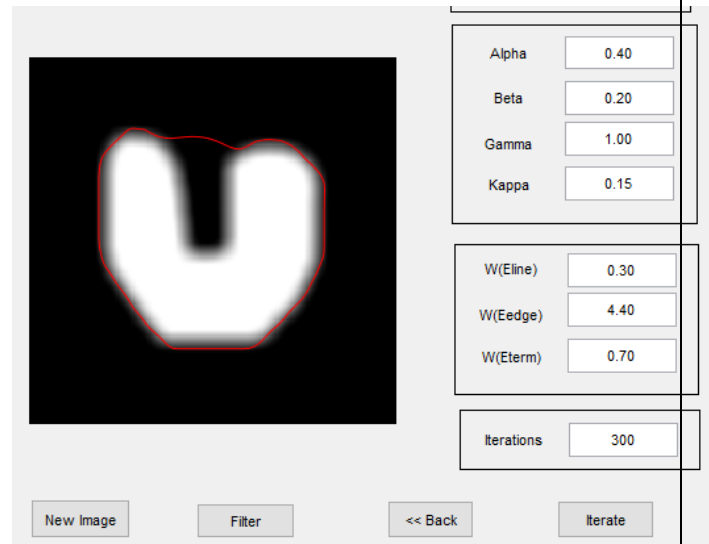 Alpha 0.40
Beta 0.20
Gamma 1.00
Kappa 0.15
W(Eline) 0.30
W(Eedge) 4.40
W(Eterm) 0.70
Iterations 300
New Image Filter << Back Iterate